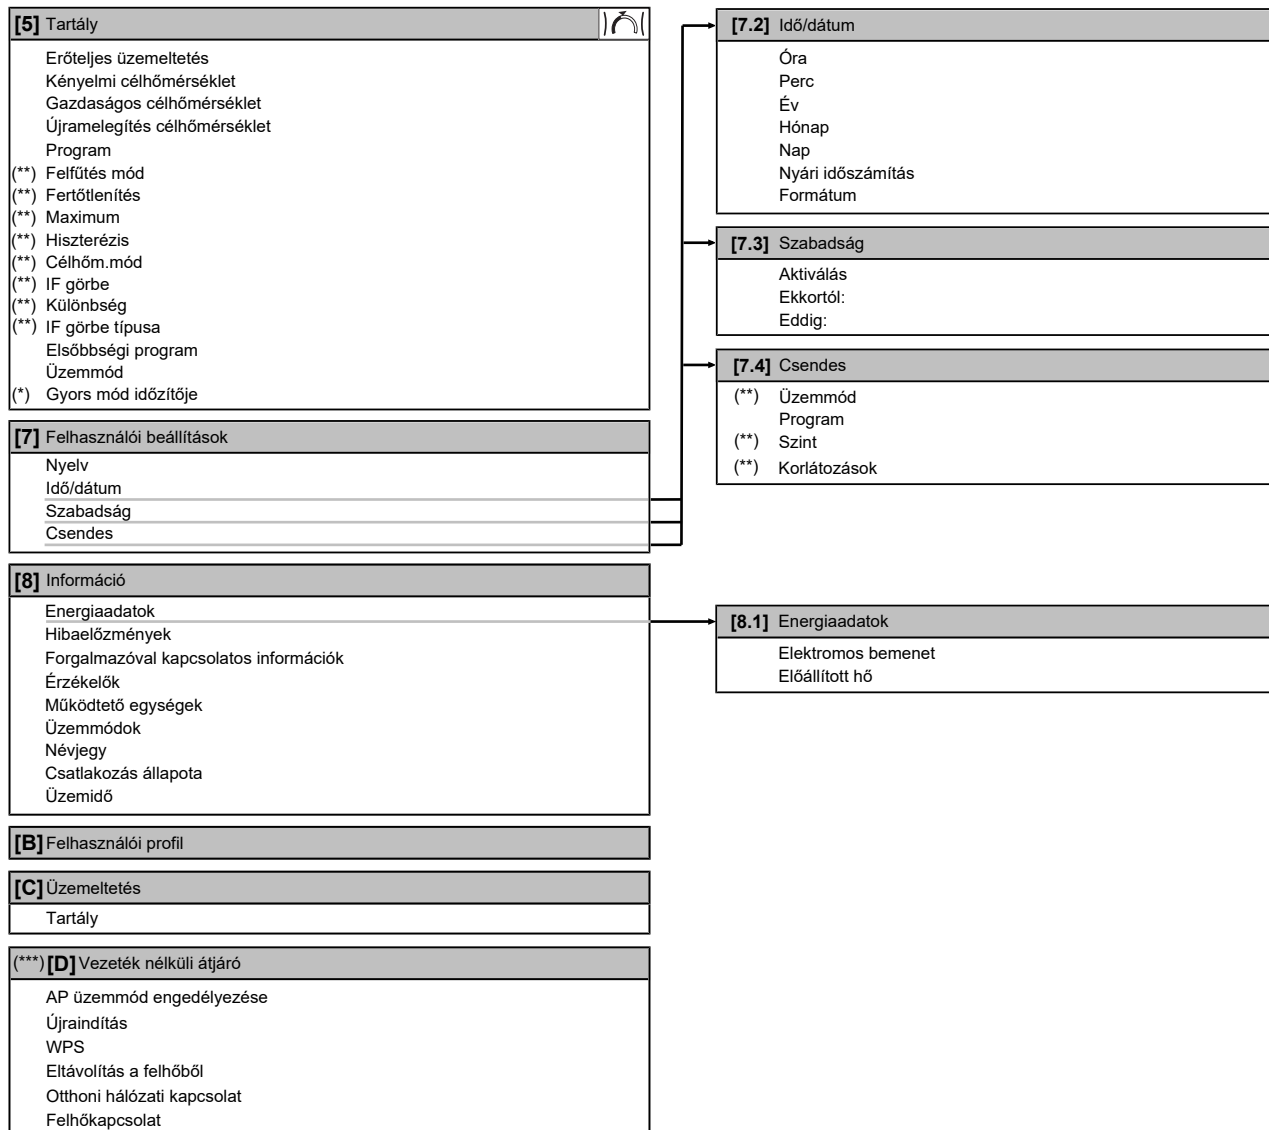 [5] Tartály
Erőteljes üzemeltetés
Kényelmi célhőmérséklet
Gazdaságos célhőmérséklet
Újramelegítés célhőmérséklet
Program
(**) Felfűtés mód
(**) Fertőtlenítés
(**) Maximum
(**) Hiszterézis
(**) Célhőm.mód
(**) IF görbe
(**) Különbség
(**) IF görbe típusa
Elsőbbségi program
Üzemmód
(*) Gyors mód időzítője
[7] Felhasználói beállítások
Nyelv
Idő/dátum
Szabadság
Csendes
[8] Információ
Energiaadatok
Hibaelőzmények
Forgalmazóval kapcsolatos információk
Érzékelők
Működtető egységek
Üzemmódok
Névjegy
Csatlakozás állapota
Üzemidő
[B] Felhasználói profil
[C] Üzemeltetés
Tartály
(***) [D] Vezeték nélküli átjáró
AP üzemmód engedélyezése
Újraindítás
WPS
Eltávolítás a felhőből
Otthoni hálózati kapcsolat
Felhőkapcsolat
[7.2] Idő/dátum
Óra
Perc
Év
Hónap
Nap
Nyári időszámítás
Formátum
[7.3] Szabadság
Aktiválás
Ekkortól:
Eddig:
[7.4] Csendes
(**) Üzemmód
Program
(**) Szint
(**) Korlátozások
[8.1] Energiaadatok
Elektromos bemenet
Előállított hő